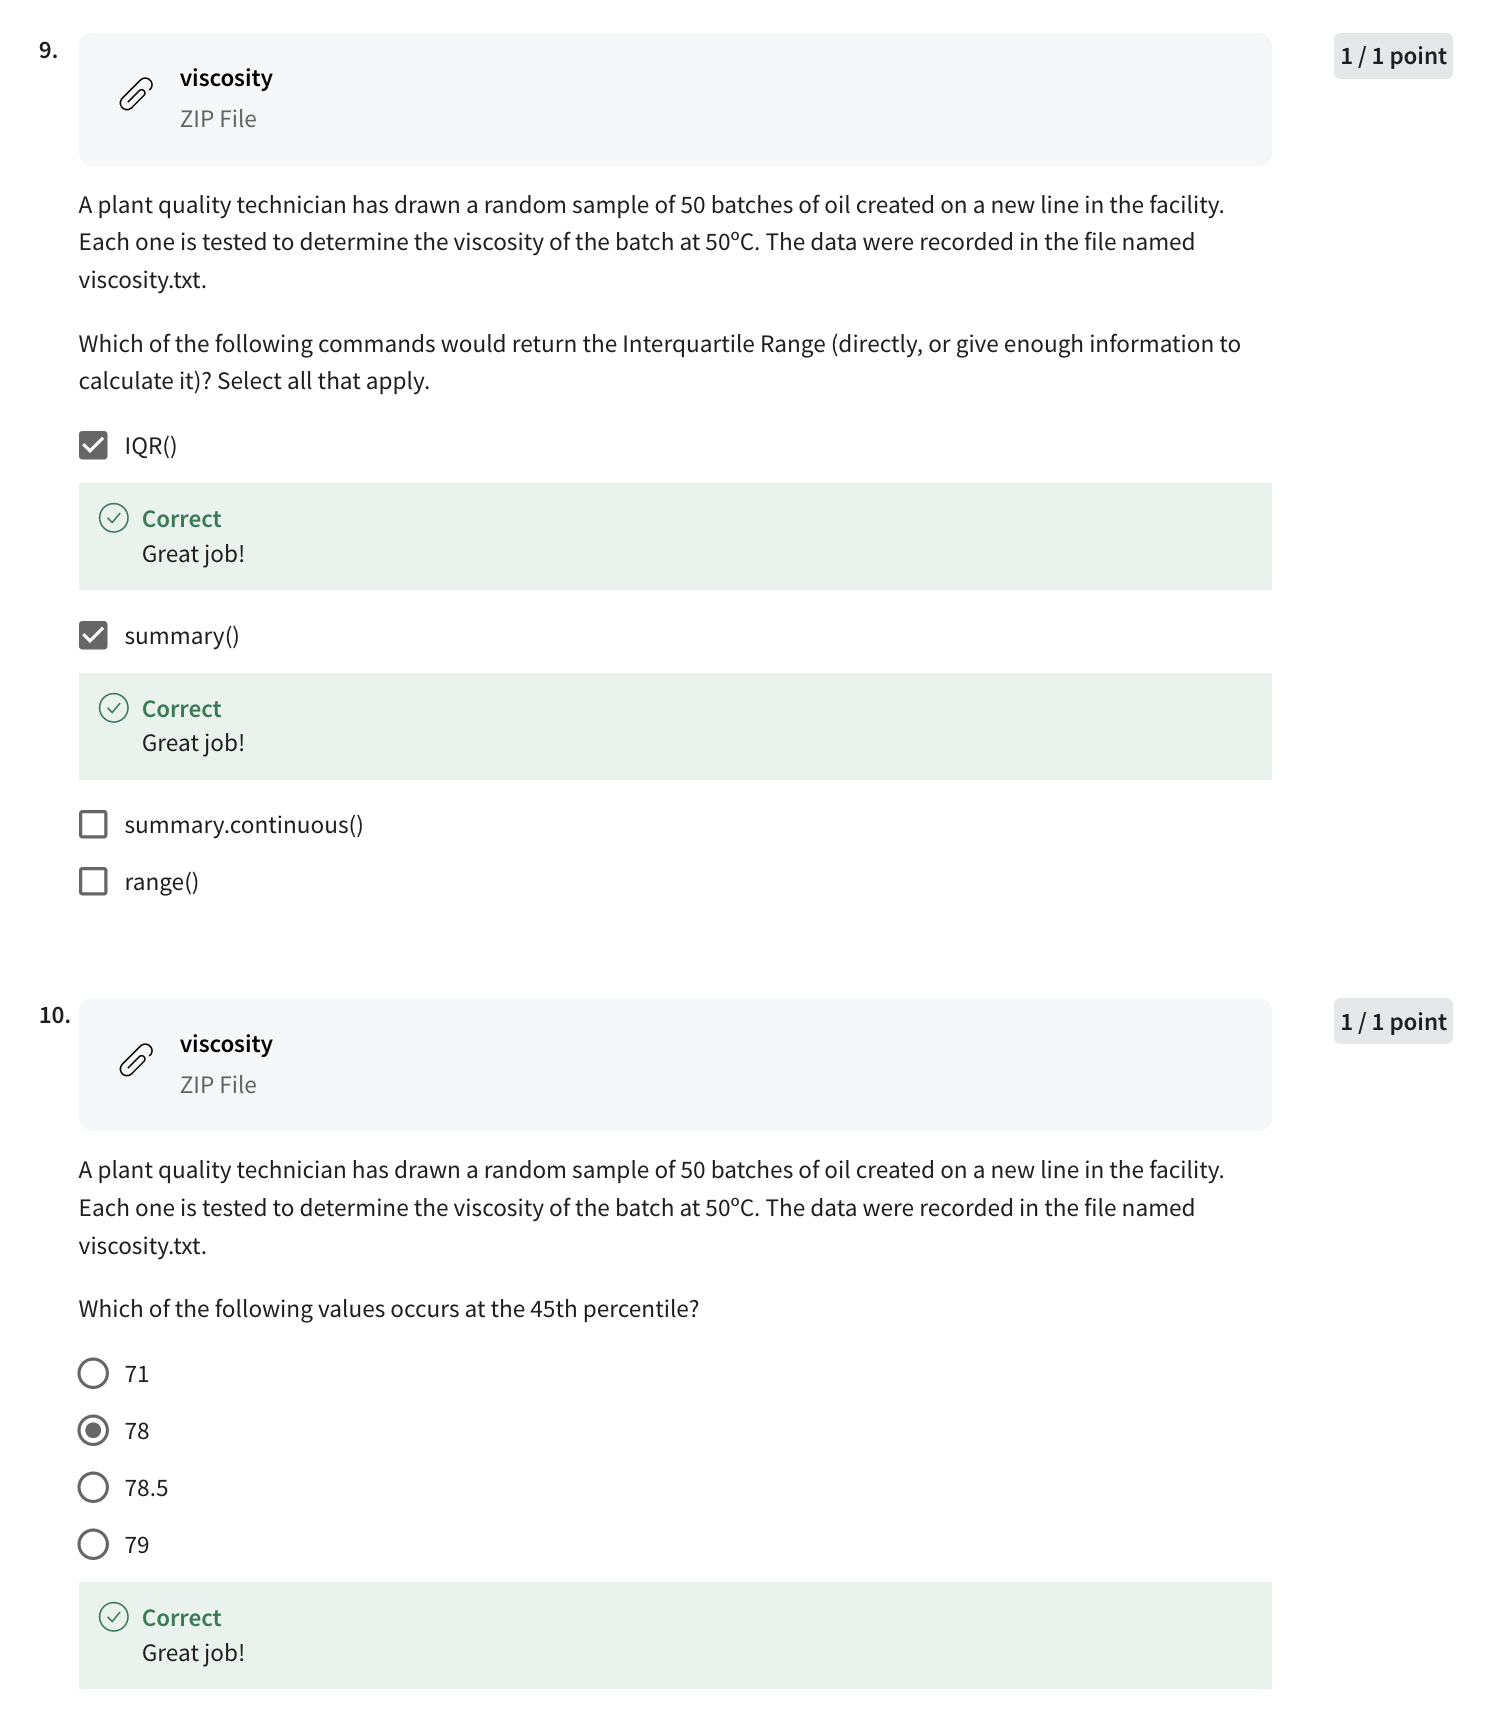 9.
viscosity
ZIP File
1 / 1 point
A plant quality technician has drawn a random sample of 50 batches of oil created on a new line in the facility.
Each one is tested to determine the viscosity of the batch at 50°C. The data were recorded in the file named
viscosity.txt.
Which of the following commands would return the Interquartile Range (directly, or give enough information to
calculate it)? Select all that apply.
IQR()
Correct
Great job!
summary()
Correct
Great job!
summary.continuous()
range()
10.
viscosity
ZIP File
1 / 1 point
A plant quality technician has drawn a random sample of 50 batches of oil created on a new line in the facility.
Each one is tested to determine the viscosity of the batch at 50°C. The data were recorded in the file named
viscosity.txt.
Which of the following values occurs at the 45th percentile?
71
78
78.5
79
Correct
Great job!